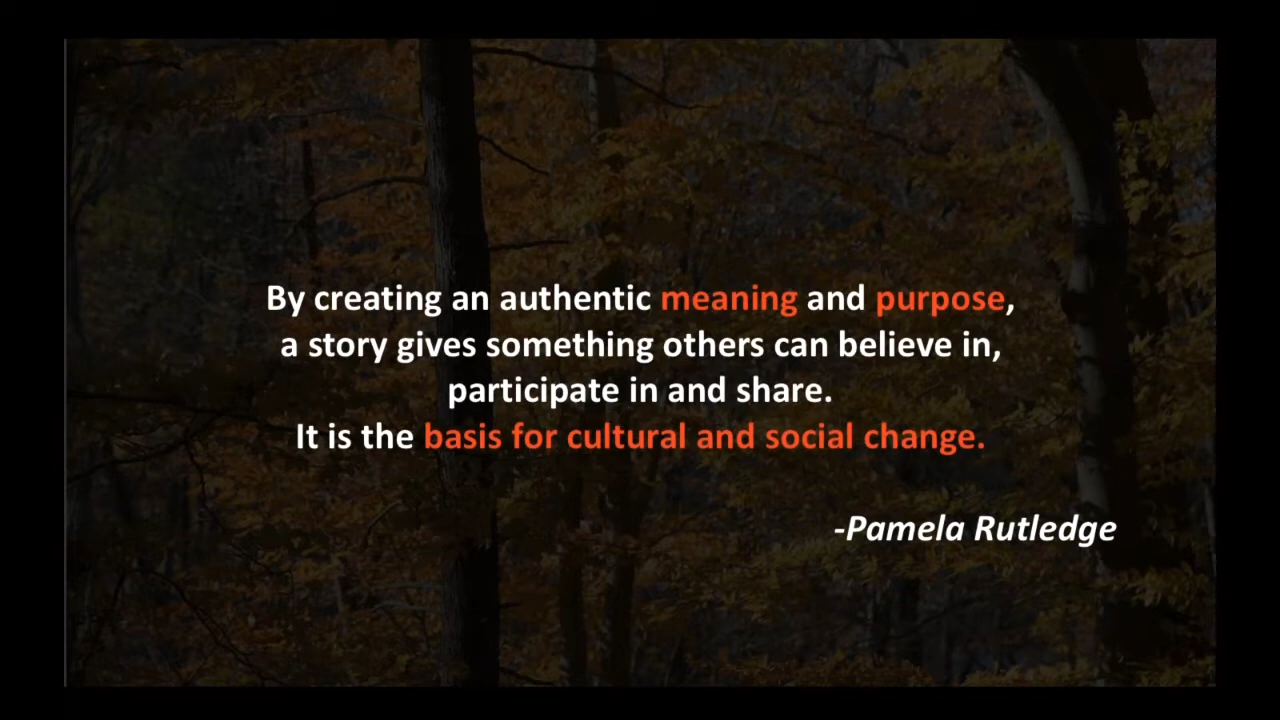 By creating an authentic meaning and purpose,
a story gives something others can believe in,
participate in and share.
It is the basis for cultural and social change.
-Pamela Rutledge